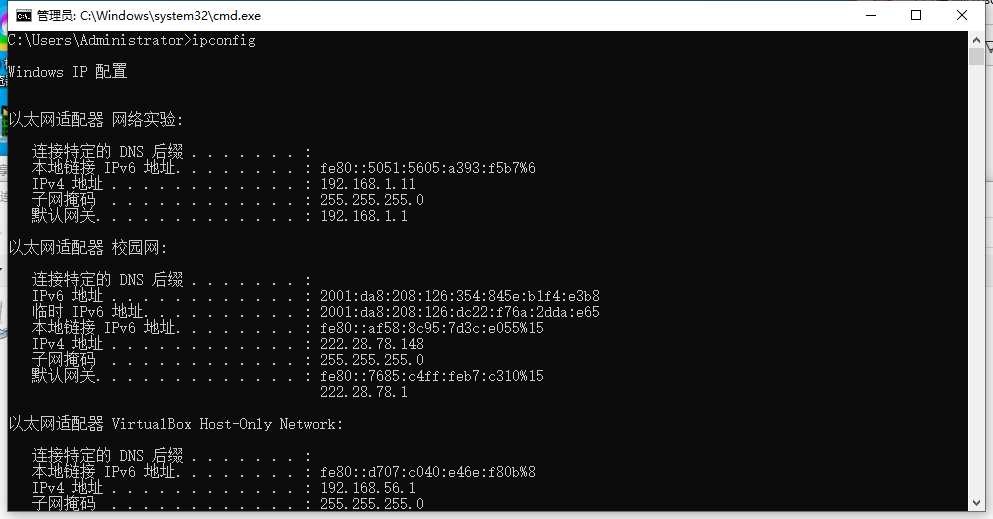 管理员: C:\Windows\system32\cmd.exe
C:\Users\Administrator>ipconfig
Windows IP 配置
以太网适配器 网络实验:
连接特定的 DNS 后缀 . . . . . . . :
本地链接 IPv6 地址. . . . . . . . : fe80::5051:5605:a393:f5b7%6
IPv4 地址 . . . . . . . . . . . . : 192.168.1.11
子网掩码  . . . . . . . . . . . . : 255.255.255.0
默认网关. . . . . . . . . . . . . : 192.168.1.1
以太网适配器 校园网:
连接特定的 DNS 后缀 . . . . . . . :
IPv6 地址 . . . . . . . . . . . . : 2001:da8:208:126:354:845e:b1f4:e3b8
临时 IPv6 地址. . . . . . . . . . : 2001:da8:208:126:dc22:f76a:2dda:e65
本地链接 IPv6 地址. . . . . . . . : fe80::af58:8c95:7d3c:e055%15
IPv4 地址 . . . . . . . . . . . . : 222.28.78.148
子网掩码  . . . . . . . . . . . . : 255.255.255.0
默认网关. . . . . . . . . . . . . : fe80::7685:c4ff:feb7:c310%15
222.28.78.1
以太网适配器 VirtualBox Host-Only Network:
连接特定的 DNS 后缀 . . . . . . . :
本地链接 IPv6 地址. . . . . . . . : fe80::d707:c040:e46e:f80b%8
IPv4 地址 . . . . . . . . . . . . : 192.168.56.1
子网掩码  . . . . . . . . . . . . : 255.255.255.0